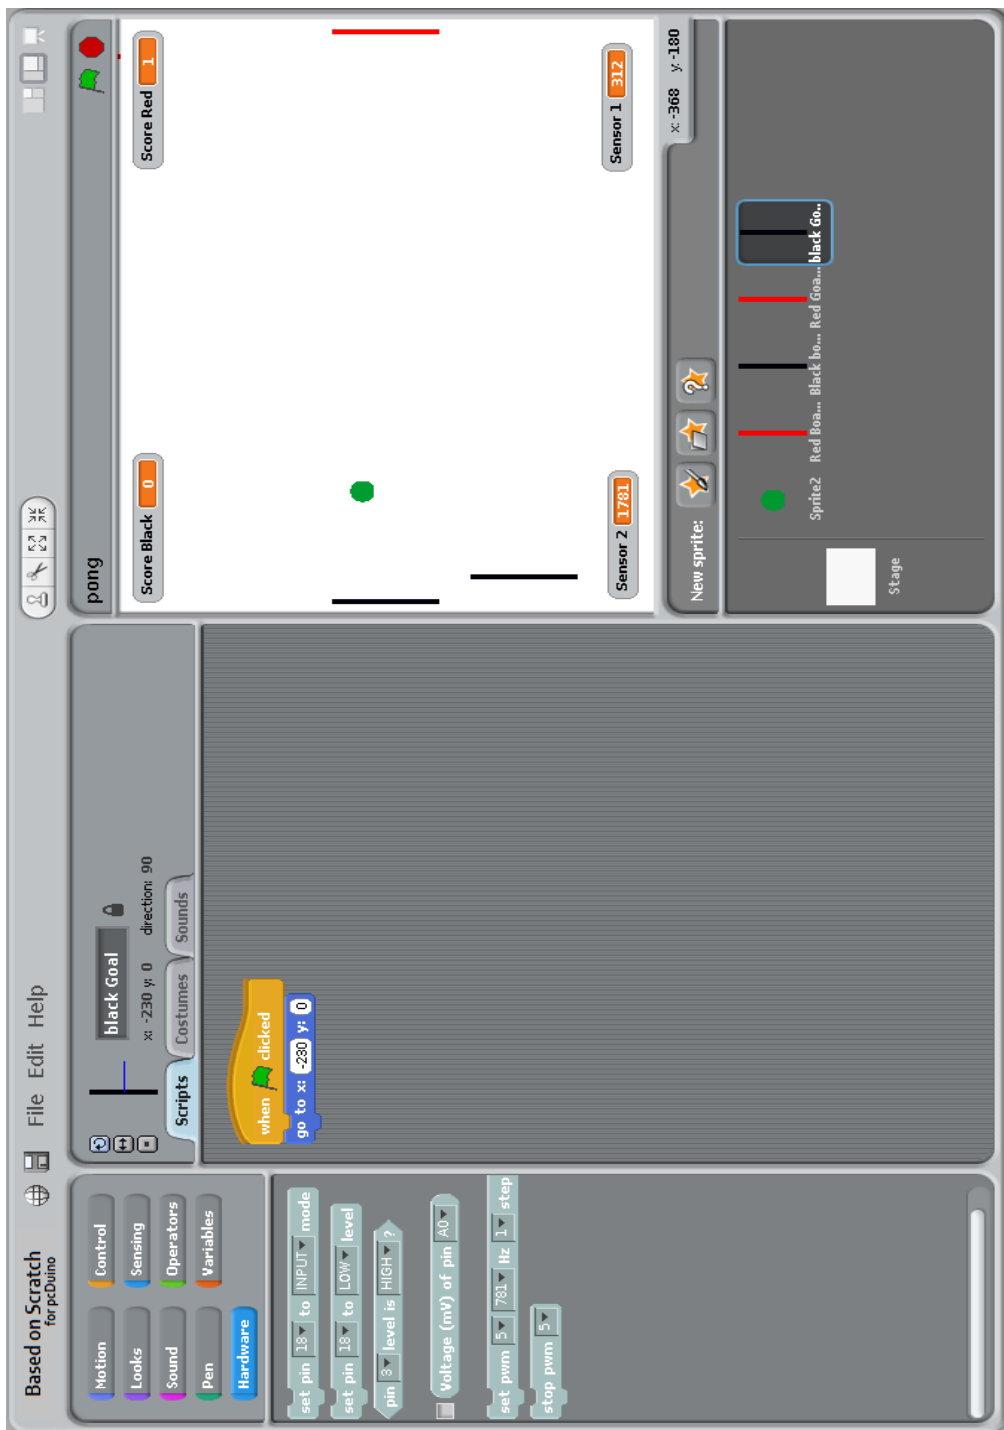 Based on Scratch
for pcDuino
File Edit Help
Motion
Control
Looks
Sensing
Sound
Operators
Pen
Variables
Hardware
set pin 18 to INPUT mode
set pin 18 to LOW level
pin 3 level is HIGH ?
Voltage (mV) of pin A0
set pwm 5 781 Hz 1 step
stop pwm 5
black Goal
x: -230 y: 0 direction: 90
Scripts
Costumes
Sounds
when clicked
go to x: -230 y: 0
pong
Score Black 0
Score Red 1
Sensor 2 1781
Sensor 1 312
x: -368 y: -180
New sprite:
Sprite2
Red Boa...
Black bo...
Red Goa...
black Go..
Stage